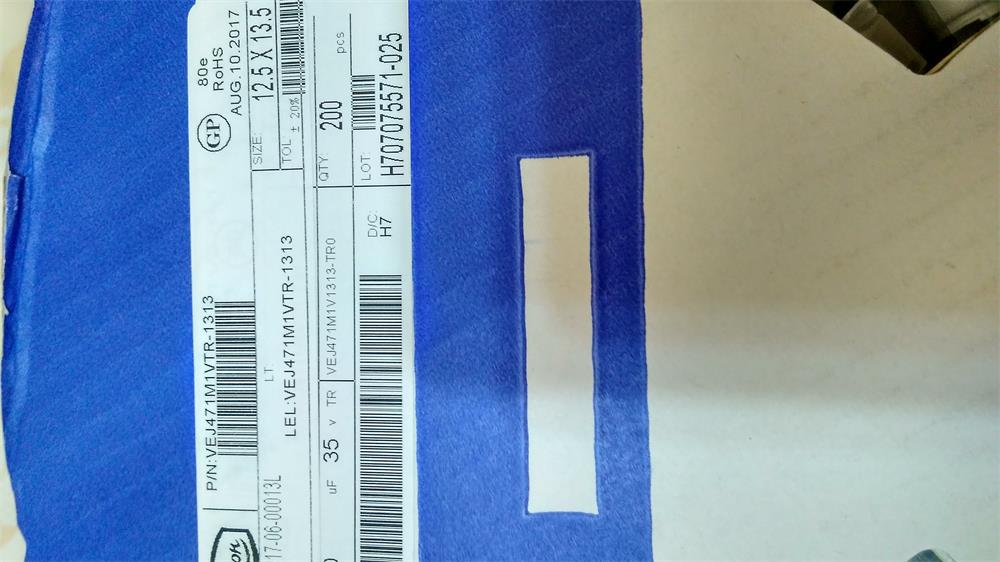 GP
80e
RoHS
AUG.10.2017
P/N:VEJ471M1VTR-1313
SIZE: 12.5 X 13.5
LT:
17-06-00013L
LEL:VEJ471M1VTR-1313
TOL ± 20%
uF 35 v TR VEJ471M1V1313-TR0
QTY: 200 pcs
D/C:
H7
LOT:
H707075571-025